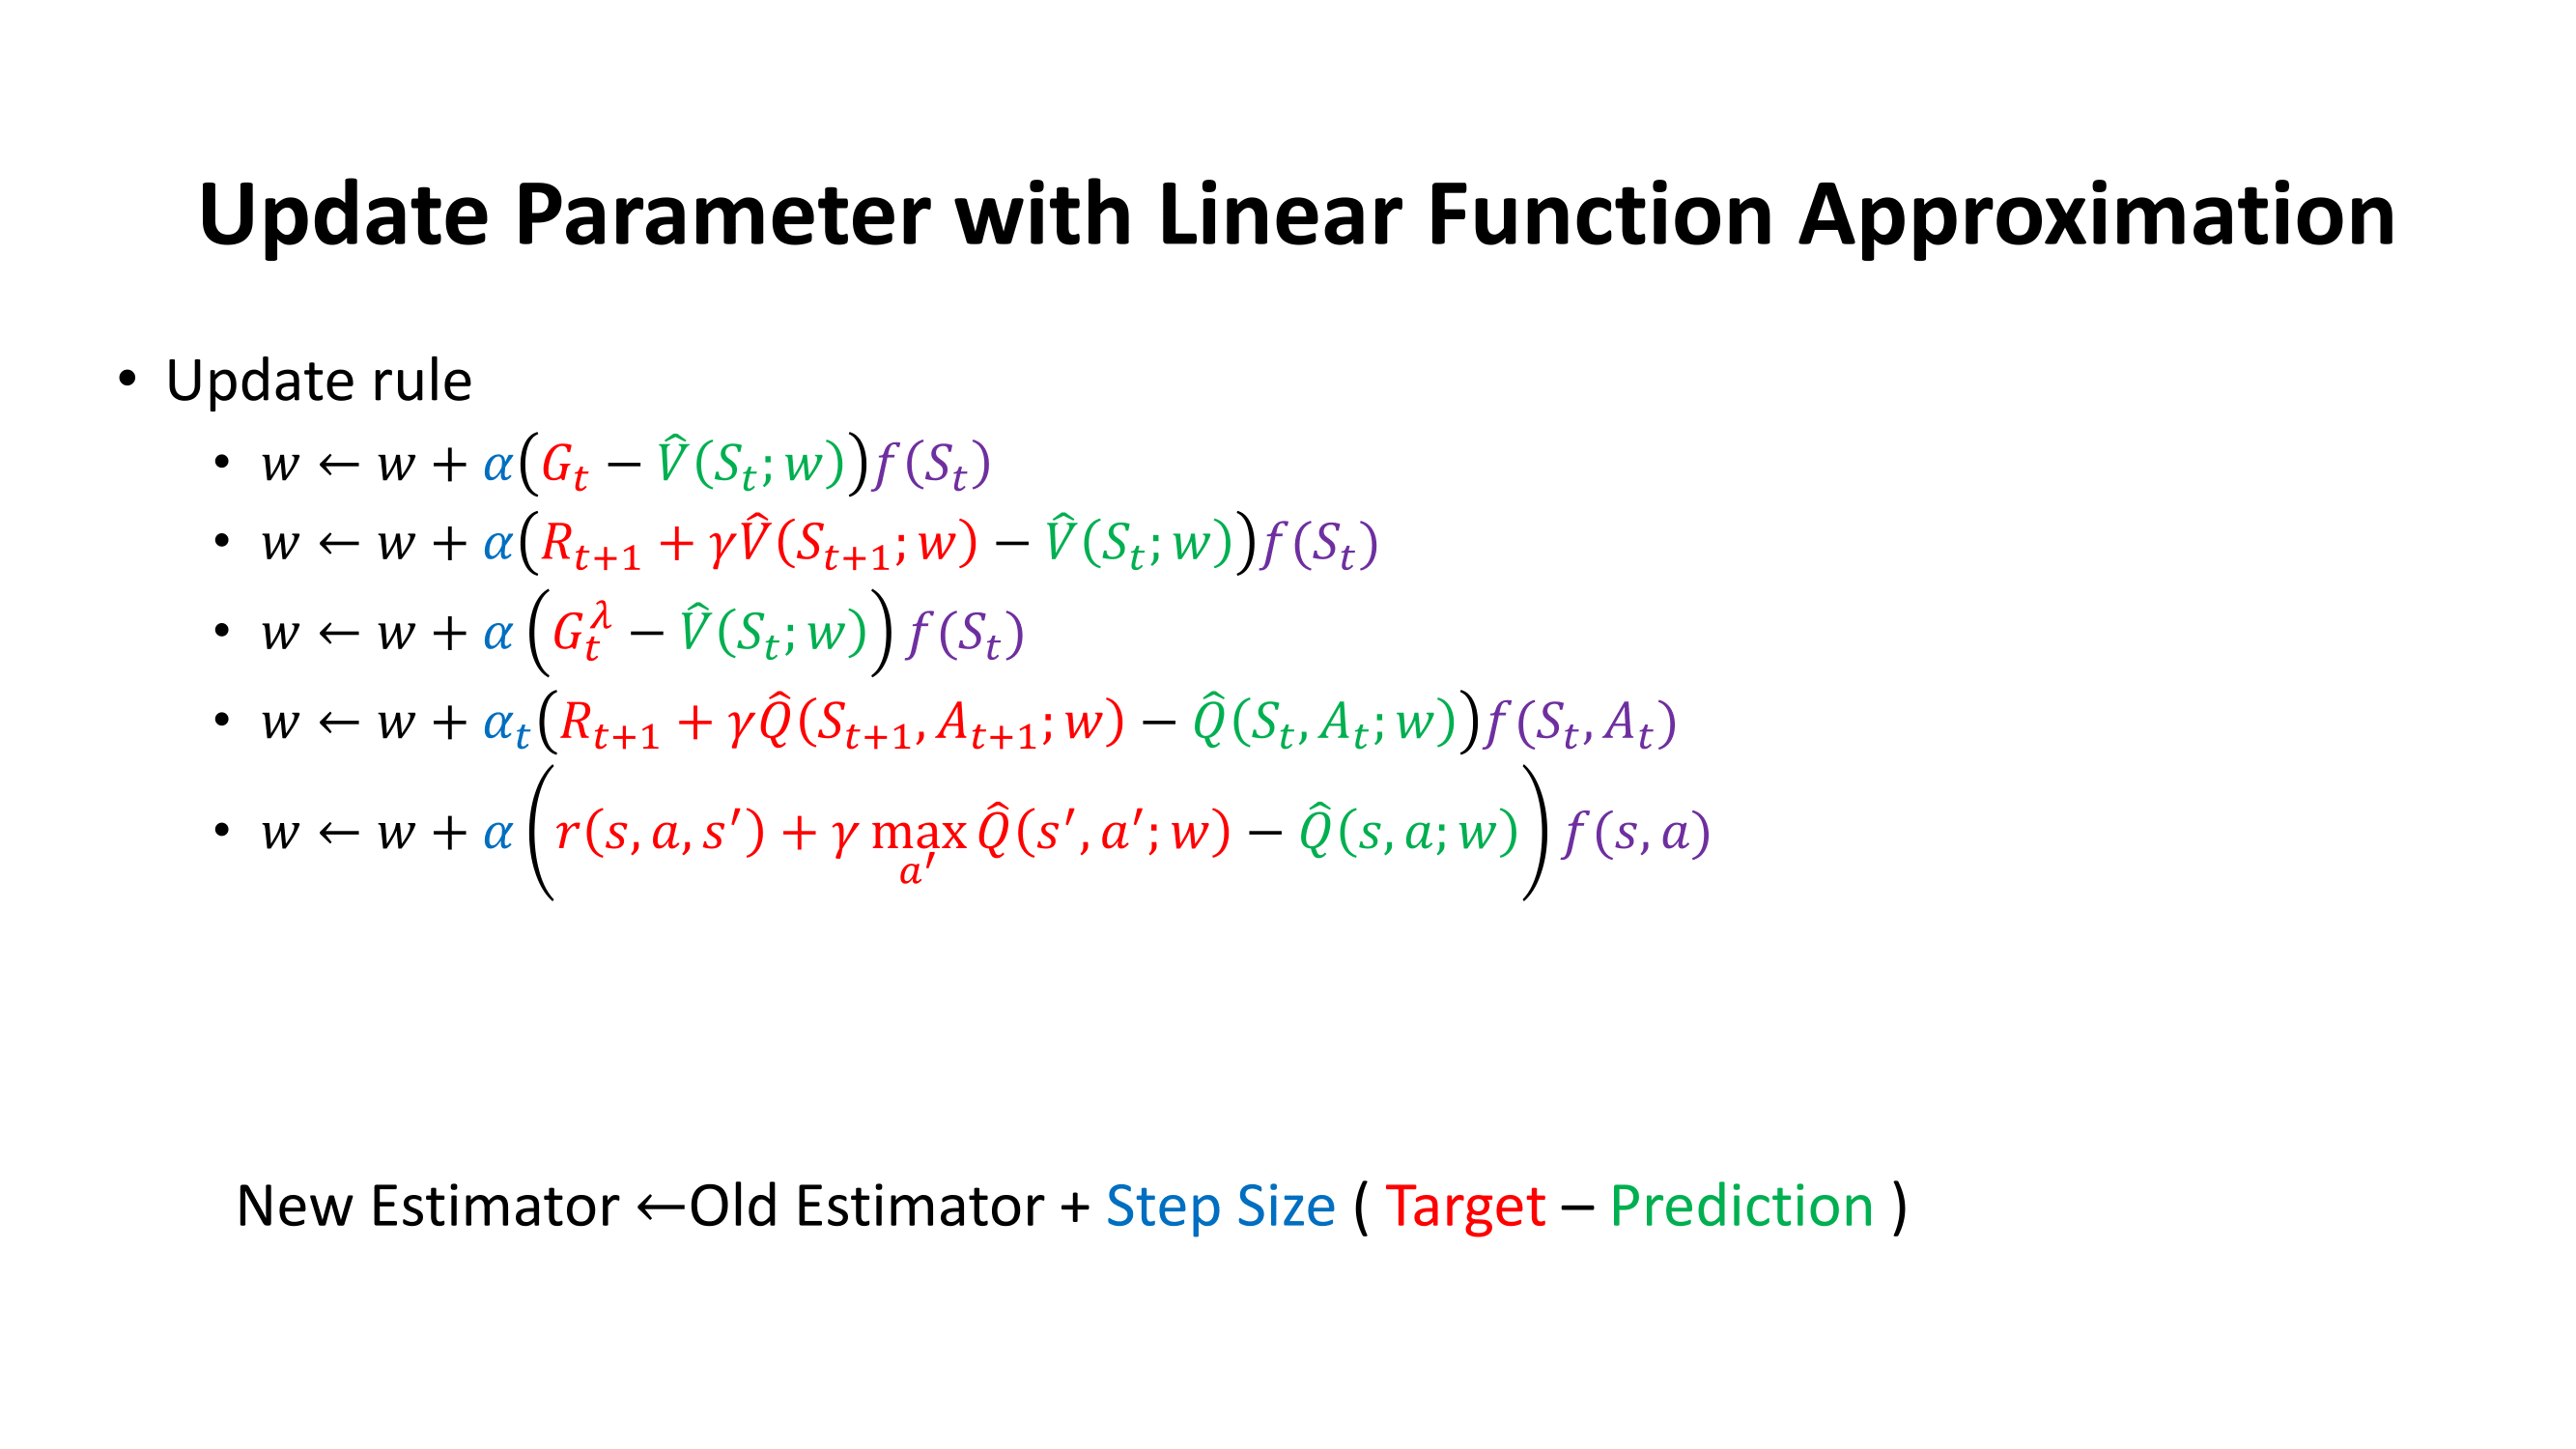 Update Parameter with Linear Function Approximation
• Update rule
• $w \leftarrow w + \alpha\left(G_t - \hat{V}(S_t; w)\right) f(S_t)$
• $w \leftarrow w + \alpha\left(R_{t+1} + \gamma \hat{V}(S_{t+1}; w) - \hat{V}(S_t; w)\right) f(S_t)$
• $w \leftarrow w + \alpha\left(G_t^{\lambda} - \hat{V}(S_t; w)\right) f(S_t)$
• $w \leftarrow w + \alpha_t\left(R_{t+1} + \gamma \hat{Q}(S_{t+1}, A_{t+1}; w) - \hat{Q}(S_t, A_t; w)\right) f(S_t, A_t)$
• $w \leftarrow w + \alpha\left(r(s, a, s') + \gamma \max_{a'} \hat{Q}(s', a'; w) - \hat{Q}(s, a; w)\right) f(s, a)$
New Estimator ←Old Estimator + Step Size ( Target – Prediction )